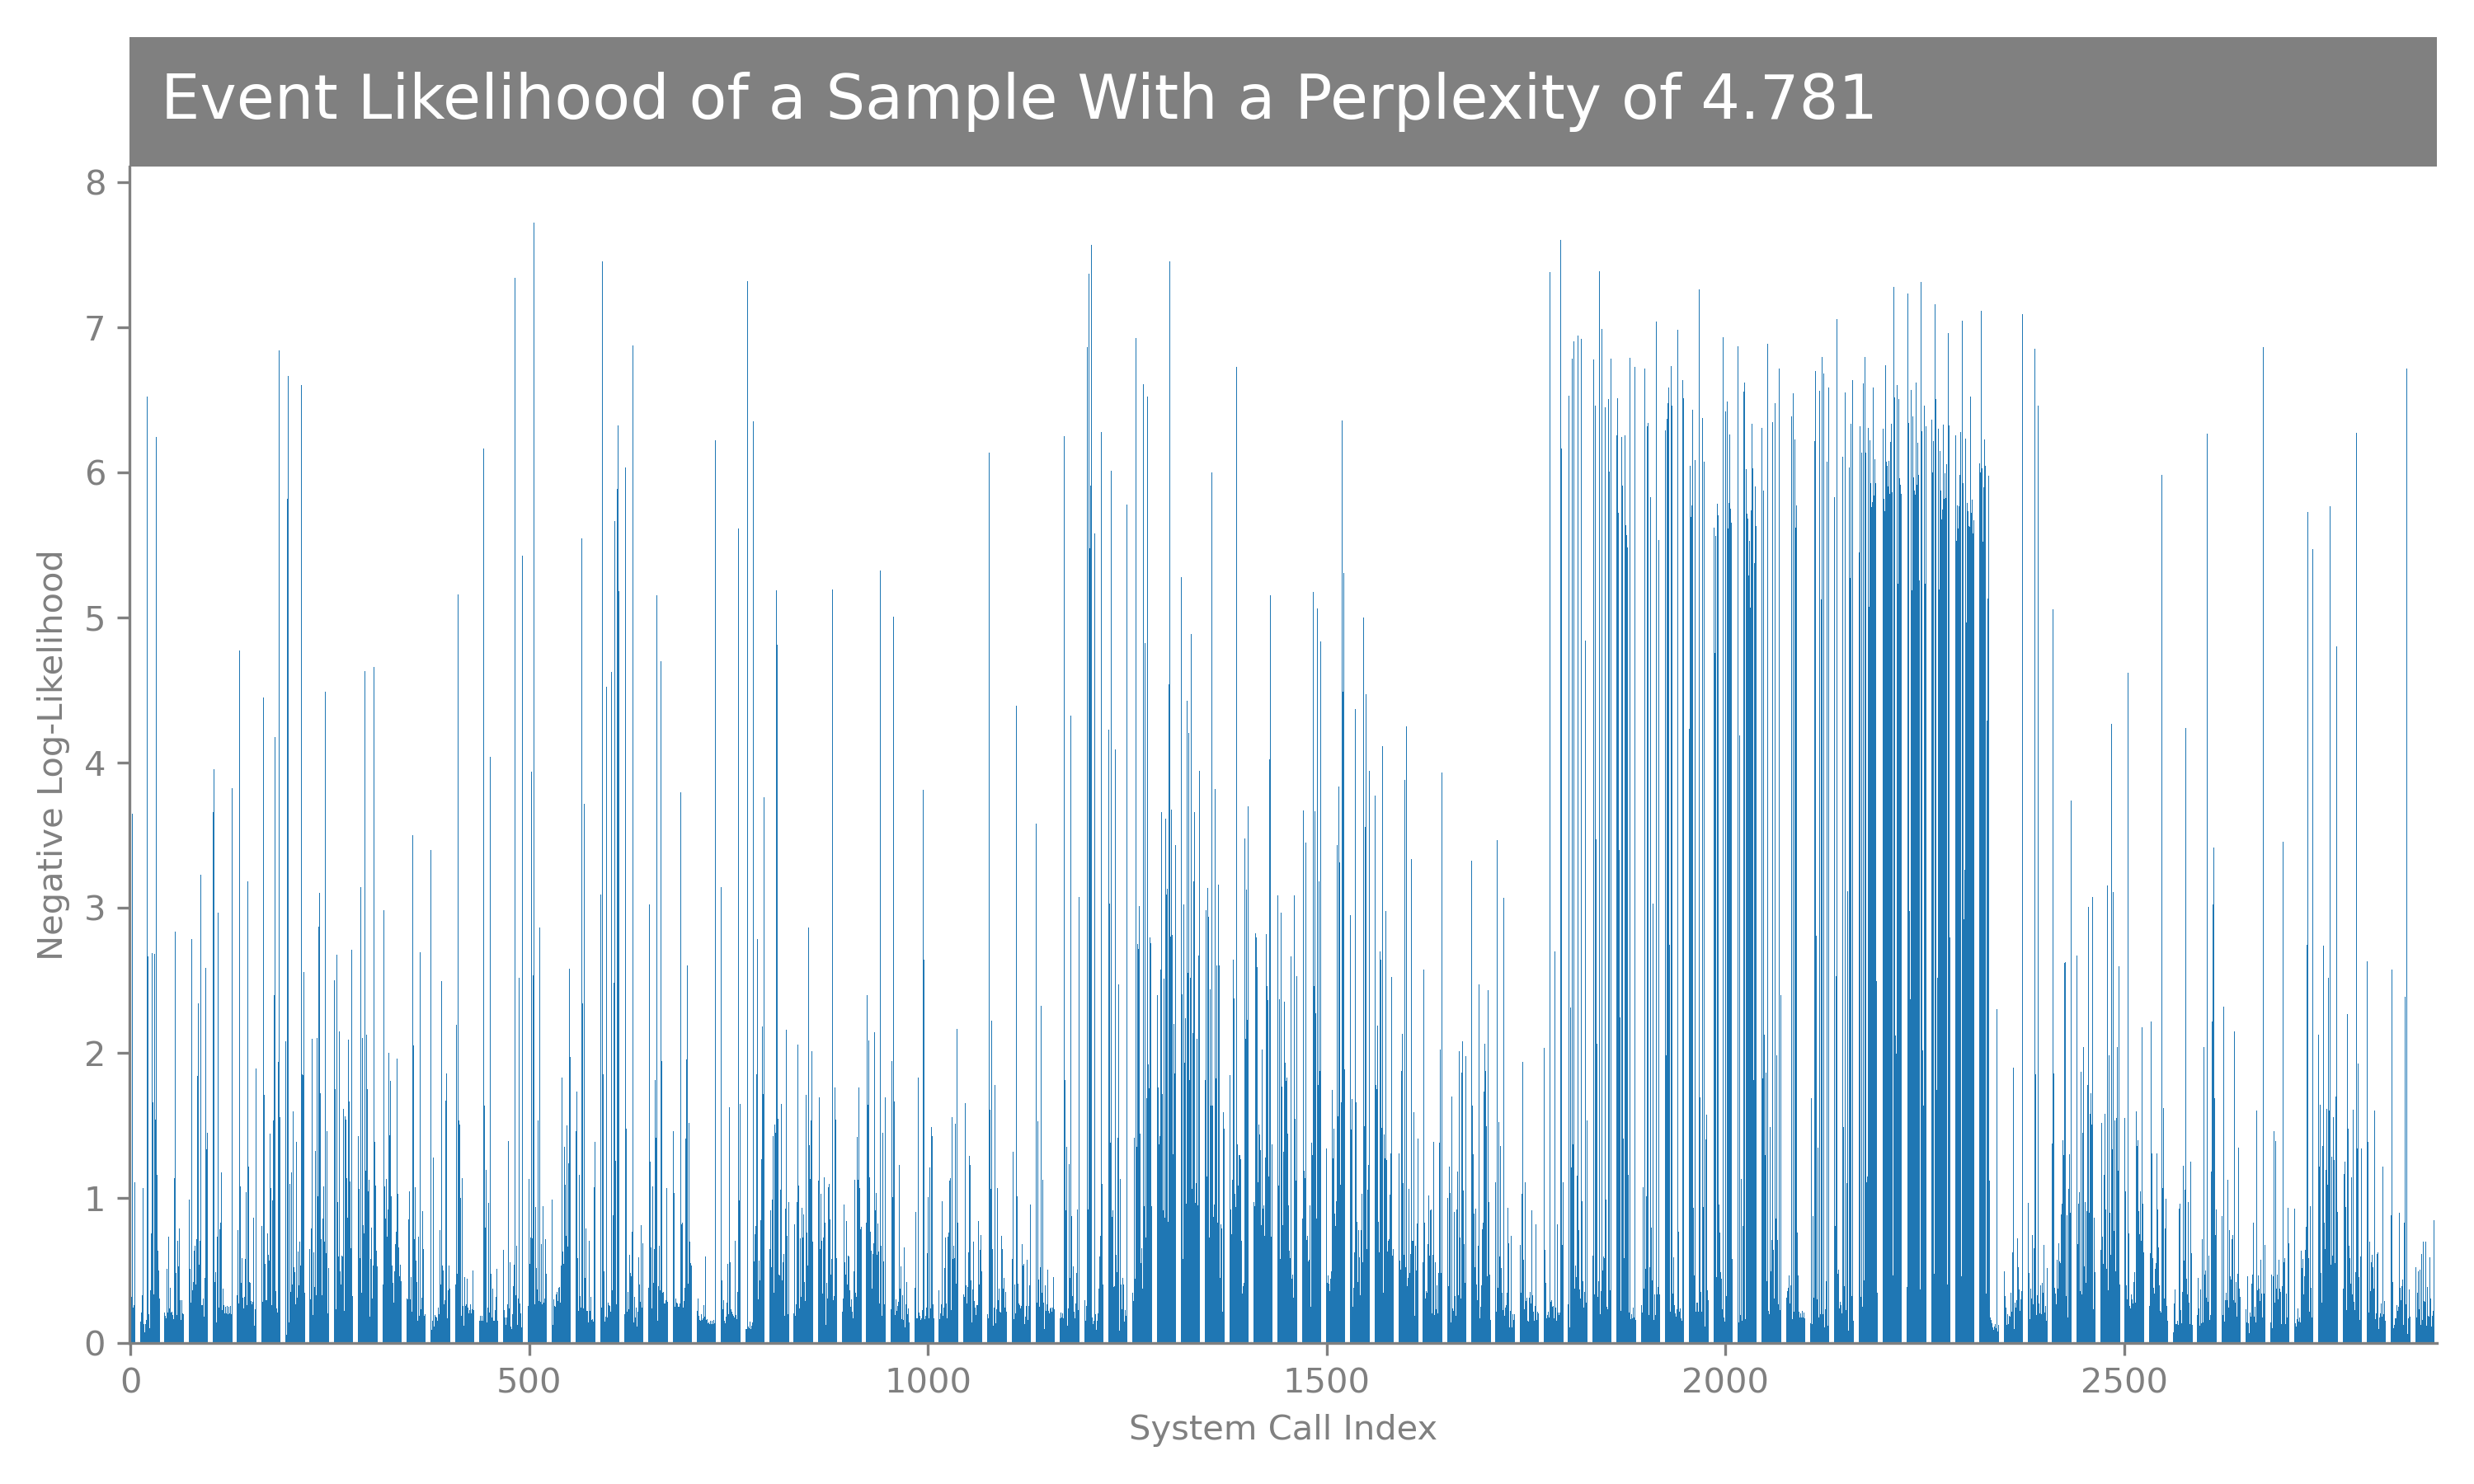 Event Likelihood of a Sample With a Perplexity of 4.781
8
7
6
5
4
3
2
1
0
Negative Log-Likelihood
0 500 1000 1500 2000 2500
System Call Index